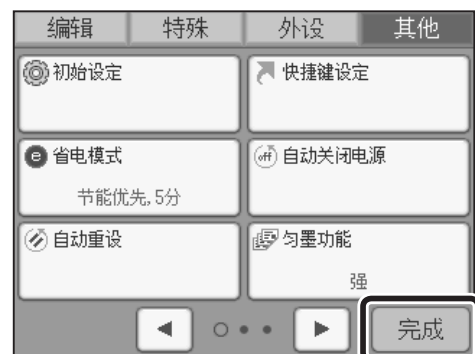 编辑 特殊 外设 其他
初始设定 快捷键设定
省电模式 自动关闭电源
节能优先,5分
自动重设 匀墨功能
强
完成